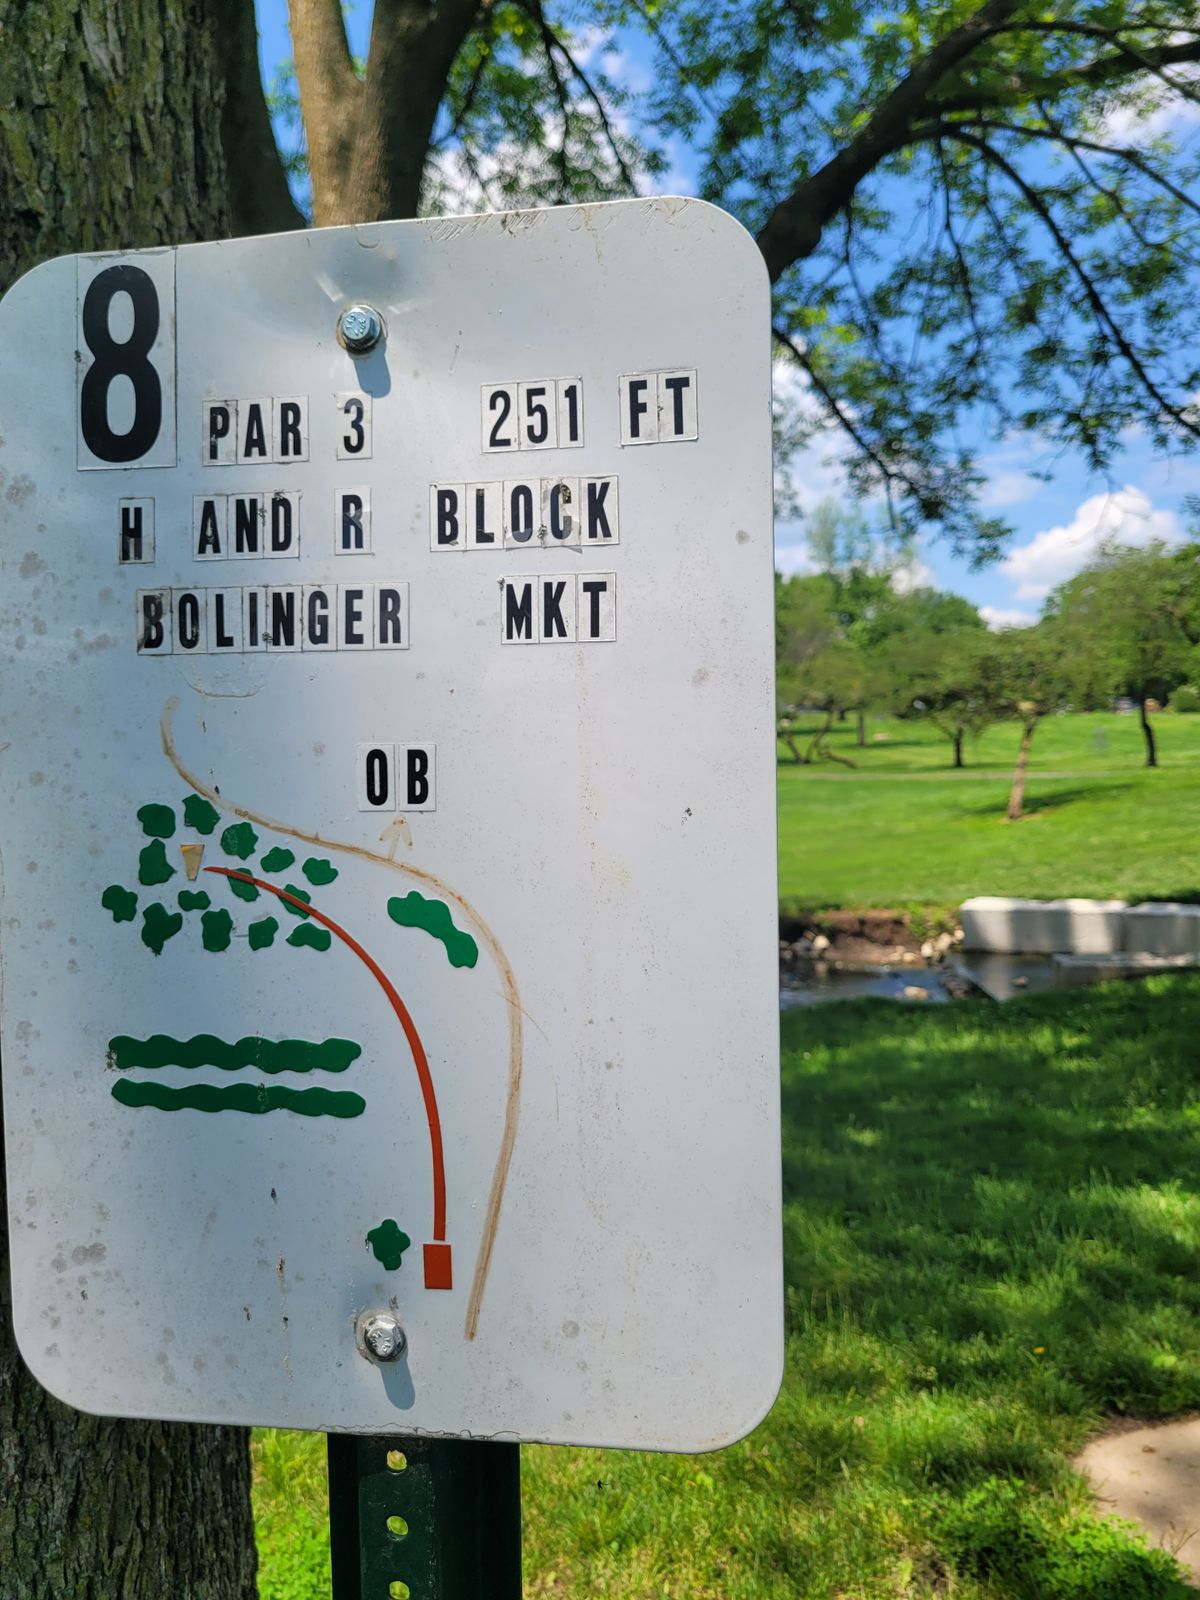 8 PAR 3 251 FT
H AND R BLOCK
BOLINGER MKT
OB